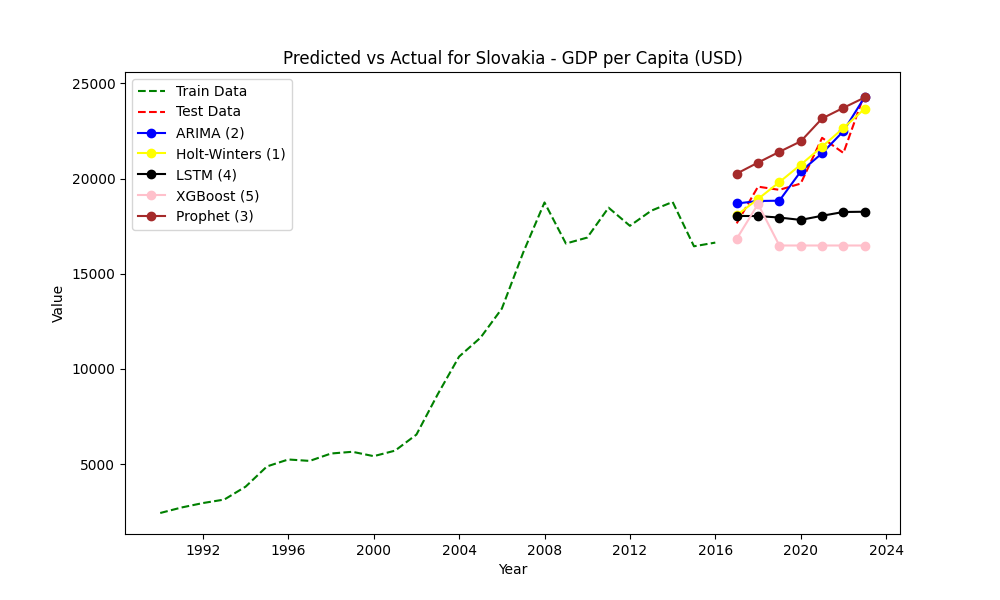 Predicted vs Actual for Slovakia - GDP per Capita (USD)
Train Data
Test Data
ARIMA (2)
Holt-Winters (1)
LSTM (4)
XGBoost (5)
Prophet (3)
Value
25000
20000
15000
10000
5000
1992 1996 2000 2004 2008 2012 2016 2020 2024
Year